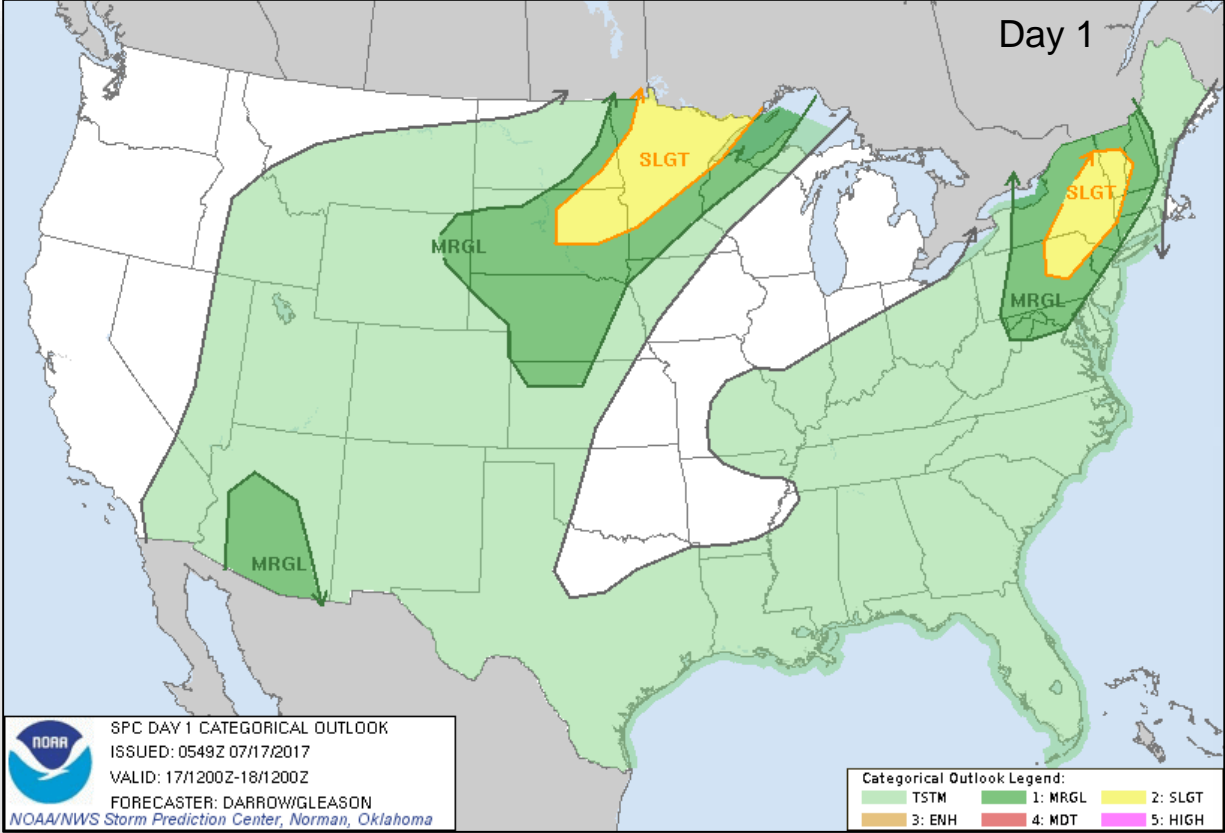 Day 1
SLGT
MRGL
SLGT
MRGL
MRGL
NOAA
SPC DAY 1 CATEGORICAL OUTLOOK
ISSUED: 0549Z 07/17/2017
VALID: 17/1200Z-18/1200Z
FORECASTER: DARROW/GLEASON
NOAA/NWS Storm Prediction Center, Norman, Oklahoma
Categorical Outlook Legend:
TSTM 1: MRGL 2: SLGT
3: ENH 4: MDT 5: HIGH